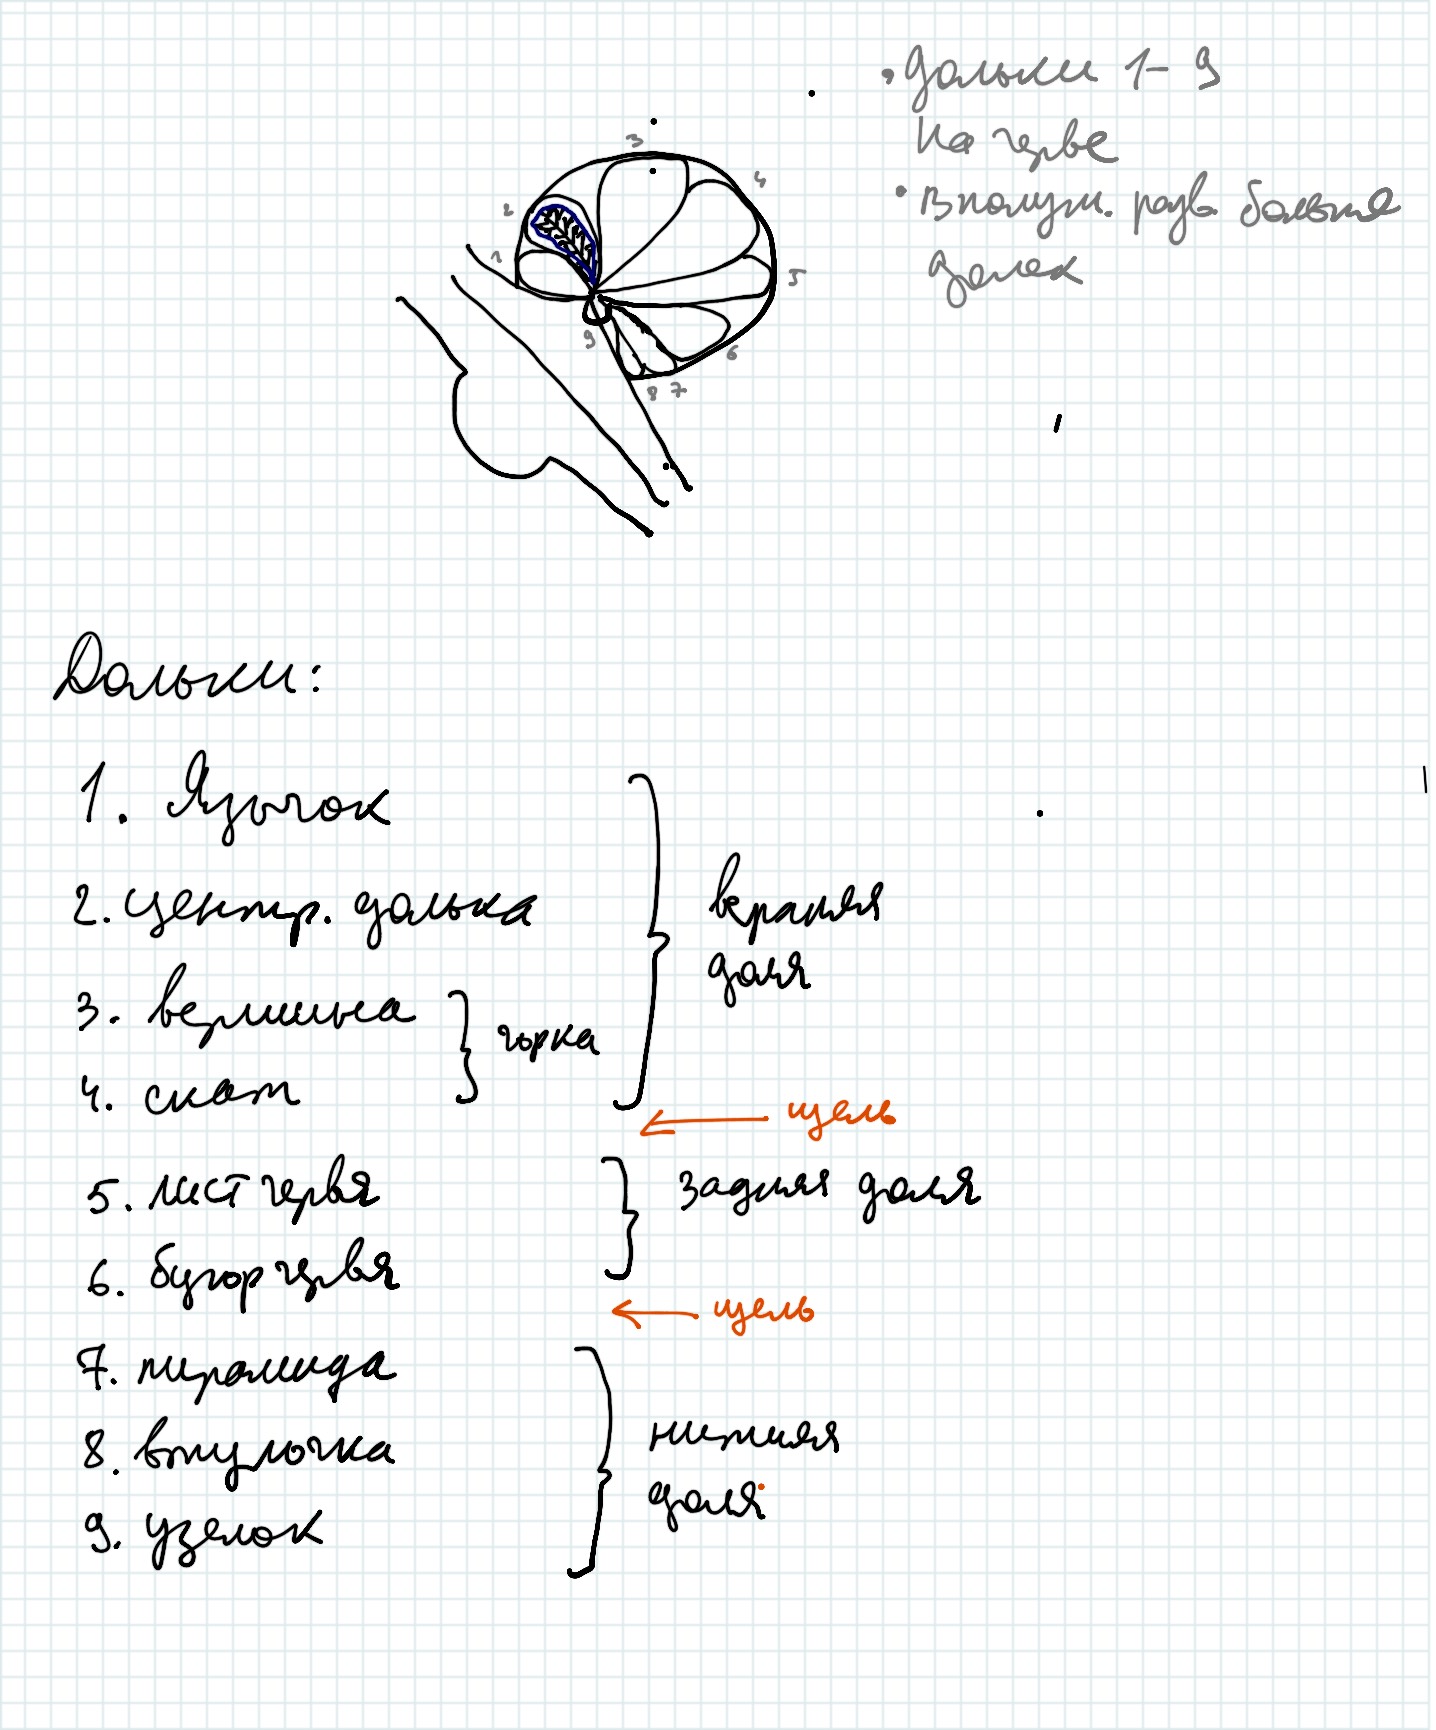 • дольки 1-9
на черве
• В полуш. разв. больше
долек
3
4
2
1
5
9
6
8 7
Дольки:
1. Язычок
2. центр. долька
верхняя
доля
3. вершина
горка
4. скат
щель
5. лист червя
задняя доля
6. бугор червя
щель
7. пирамида
8. втулочка
нижняя
доля
9. узелок